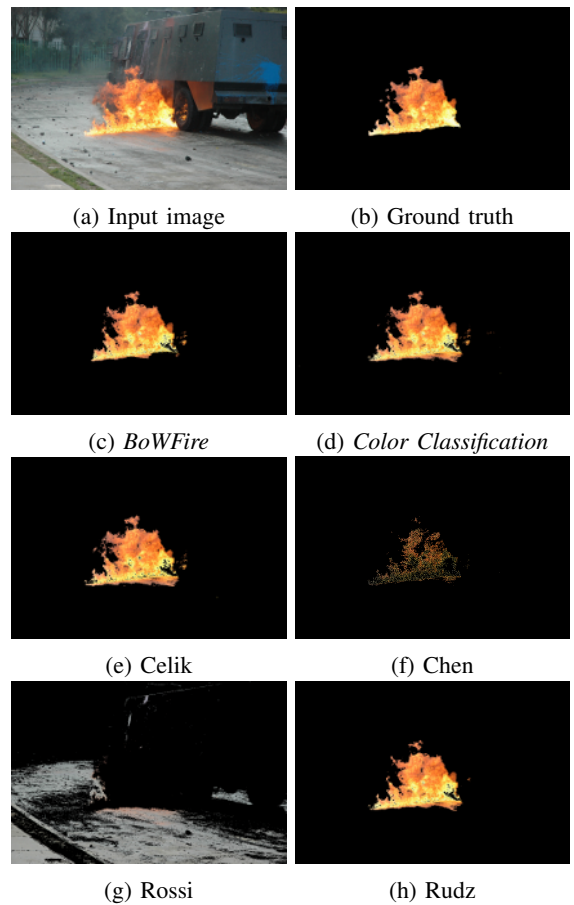 (a) Input image
(b) Ground truth
(c) BoWFire
(d) Color Classification
(e) Celik
(f) Chen
(g) Rossi
(h) Rudz